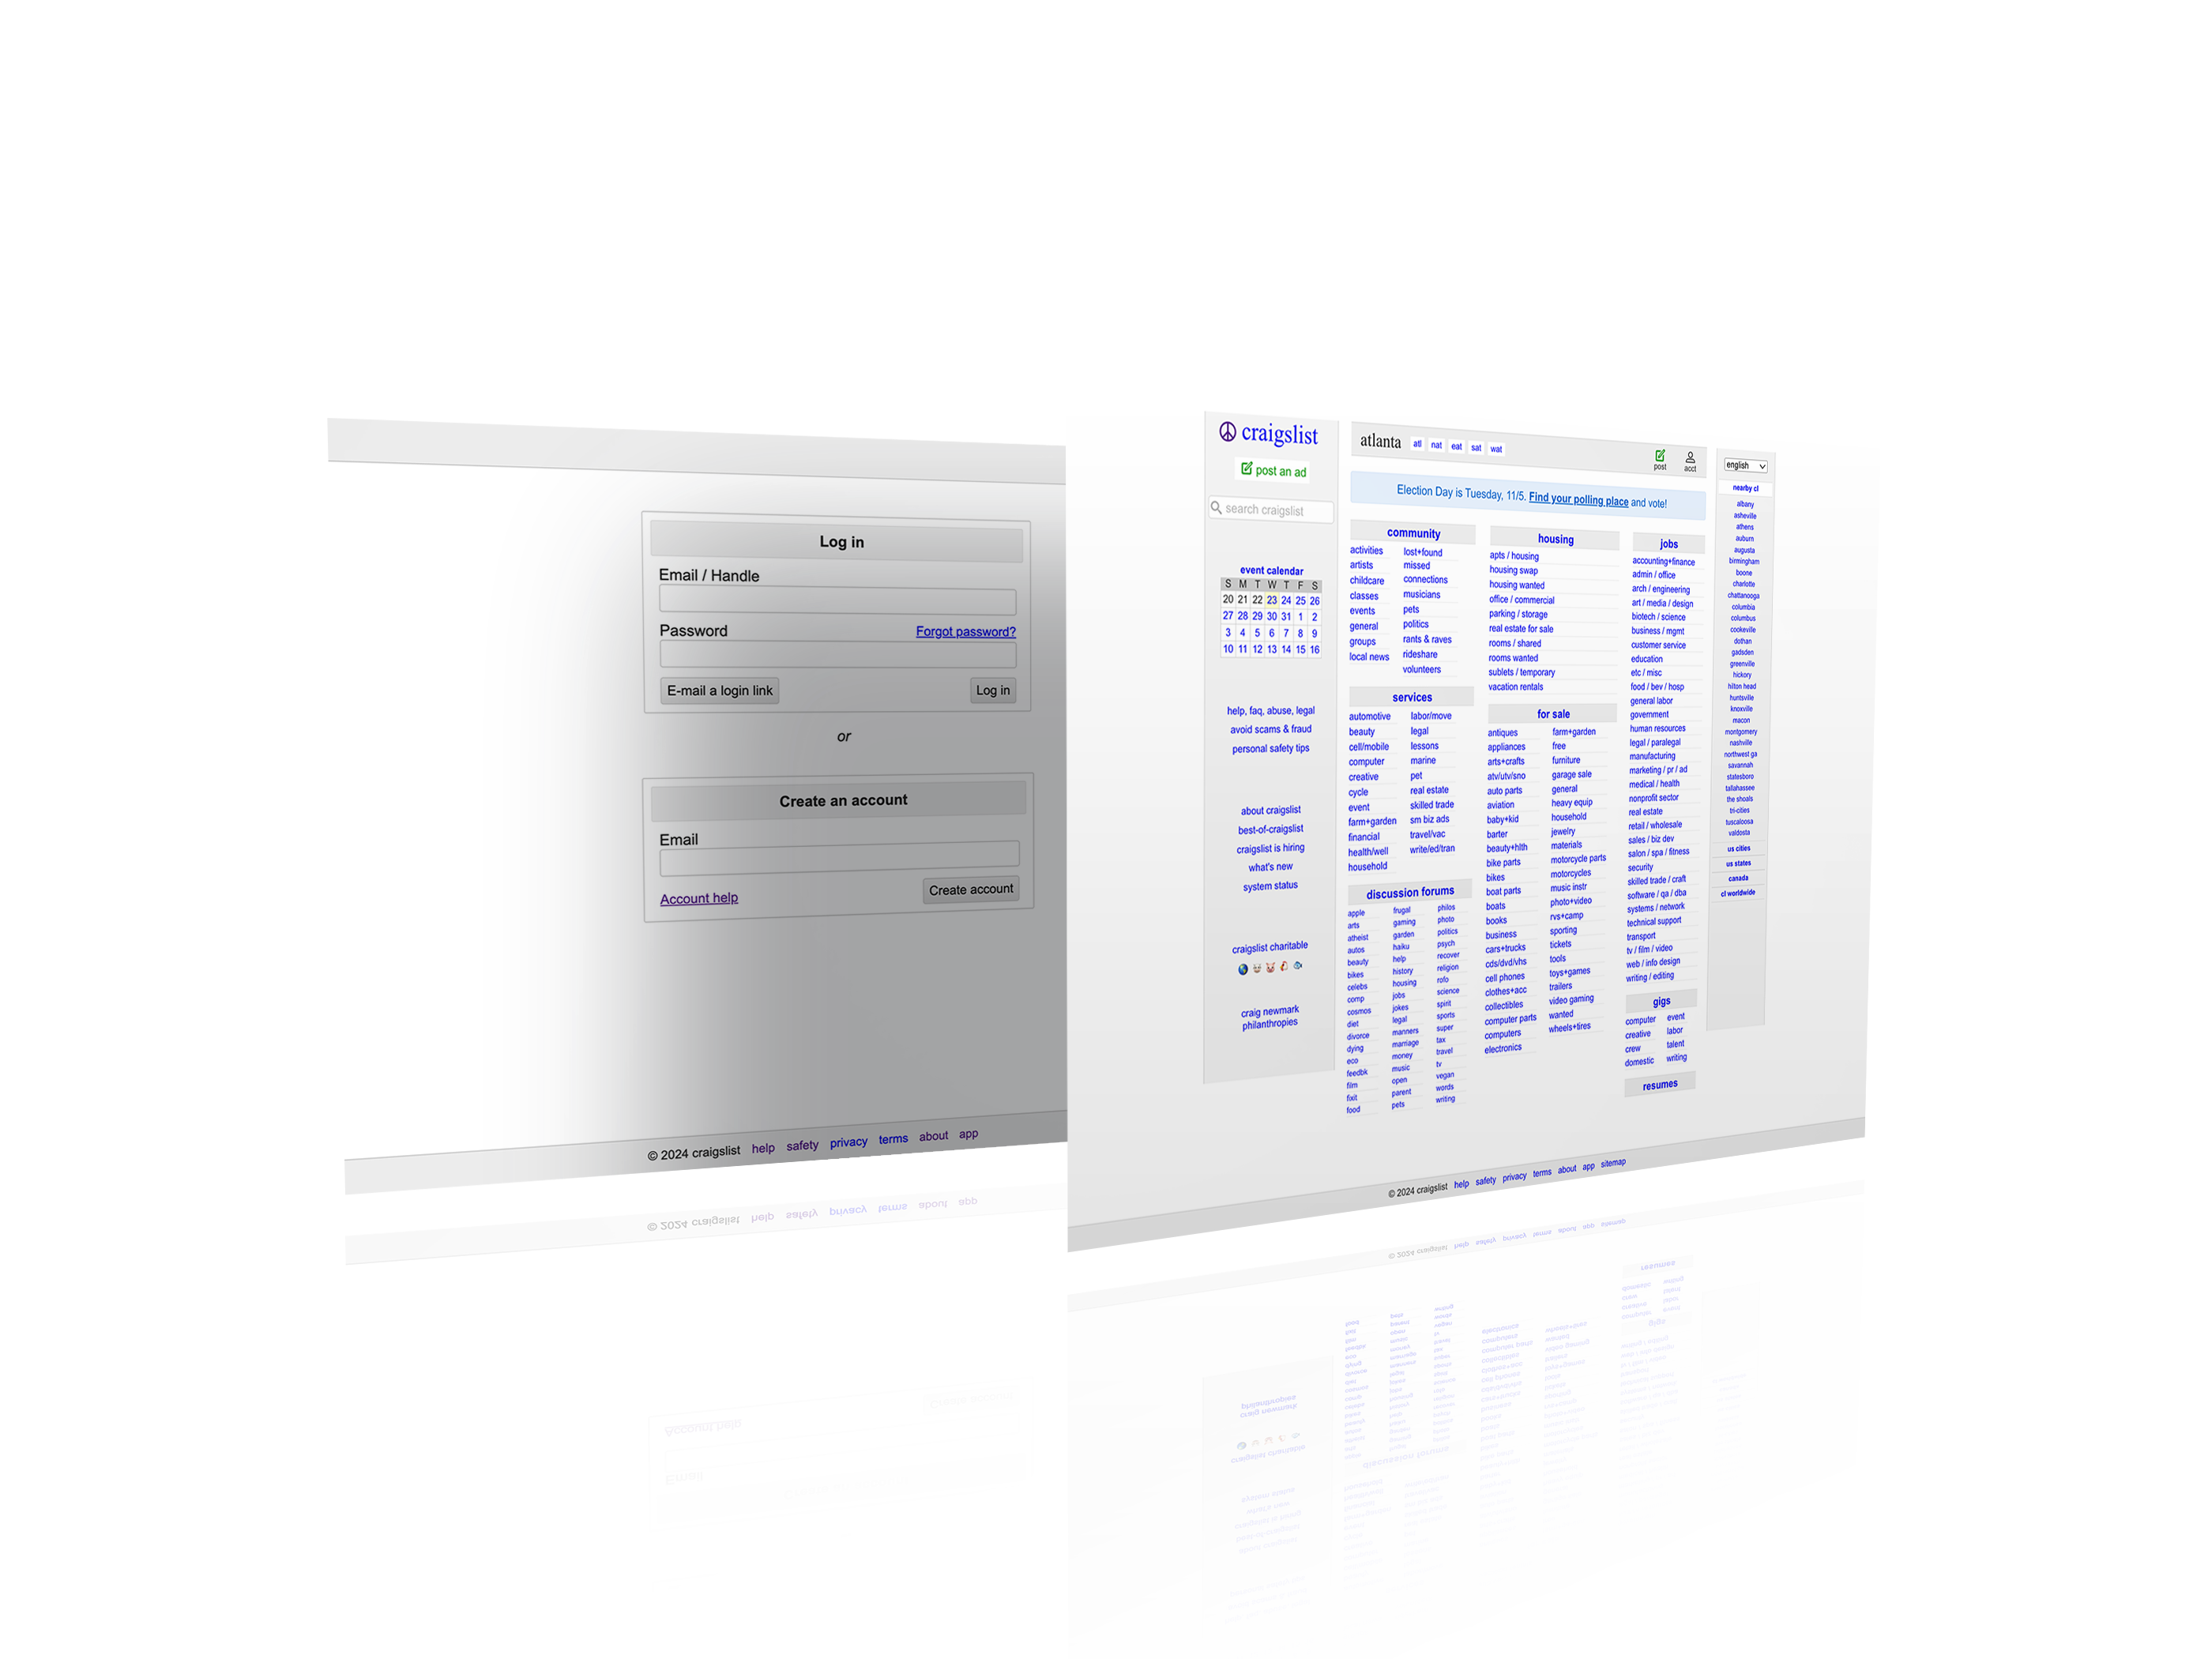 Log in
Email / Handle
Password
Forgot password?
E-mail a login link
Log in
or
Create an account
Email
Account help
Create account
© 2024 craigslist help safety privacy terms about app
craigslist
post an ad
search craigslist
event calendar
S M T W T F S
20 21 22 23 24 25 26
27 28 29 30 31 1 2
3 4 5 6 7 8 9
10 11 12 13 14 15 16
help, faq, abuse, legal
avoid scams & fraud
personal safety tips
about craigslist
best-of-craigslist
craigslist is hiring
what's new
system status
craigslist charitable
craig newmark
philanthropies
atlanta atl nat eat sat wat
post
acct
Election Day is Tuesday, 11/5. Find your polling place and vote!
community
activities
artists
childcare
classes
events
general
groups
local news
lost+found
missed
connections
musicians
pets
politics
rants & raves
rideshare
volunteers
services
automotive
beauty
cell/mobile
computer
creative
cycle
event
farm+garden
financial
health/well
household
labor/move
legal
lessons
marine
pet
real estate
skilled trade
sm biz ads
travel/vac
write/ed/tran
discussion forums
apple
arts
atheist
autos
beauty
bikes
celebs
comp
cosmos
diet
divorce
dying
eco
feedbk
film
fixit
food
frugal
gaming
garden
haiku
help
history
housing
jobs
jokes
legal
manners
marriage
money
music
open
parent
pets
philos
photo
politics
psych
recover
religion
rofo
science
spirit
sports
super
tax
travel
tv
vegan
words
writing
housing
apts / housing
housing swap
housing wanted
office / commercial
parking / storage
real estate for sale
rooms / shared
rooms wanted
sublets / temporary
vacation rentals
for sale
antiques
appliances
arts+crafts
atv/utv/sno
auto parts
aviation
baby+kid
barter
beauty+hlth
bike parts
bikes
boat parts
boats
books
business
cars+trucks
cds/dvd/vhs
cell phones
clothes+acc
collectibles
computer parts
computers
electronics
farm+garden
free
furniture
garage sale
general
heavy equip
household
jewelry
materials
motorcycle parts
motorcycles
music instr
photo+video
rvs+camp
sporting
tickets
tools
toys+games
trailers
video gaming
wanted
wheels+tires
jobs
accounting+finance
admin / office
arch / engineering
art / media / design
biotech / science
business / mgmt
customer service
education
etc / misc
food / bev / hosp
general labor
government
human resources
legal / paralegal
manufacturing
marketing / pr / ad
medical / health
nonprofit sector
real estate
retail / wholesale
sales / biz dev
salon / spa / fitness
security
skilled trade / craft
software / qa / dba
systems / network
technical support
transport
tv / film / video
web / info design
writing / editing
gigs
computer
creative
crew
domestic
event
labor
talent
writing
resumes
english
nearby cl
albany
asheville
athens
auburn
augusta
birmingham
boone
charlotte
chattanooga
columbia
columbus
cookeville
dothan
gadsden
greenville
hickory
hilton head
huntsville
knoxville
macon
montgomery
nashville
northwest ga
savannah
statesboro
tallahassee
the shoals
tri-cities
tuscaloosa
valdosta
us cities
us states
canada
cl worldwide
© 2024 craigslist help safety privacy terms about app sitemap